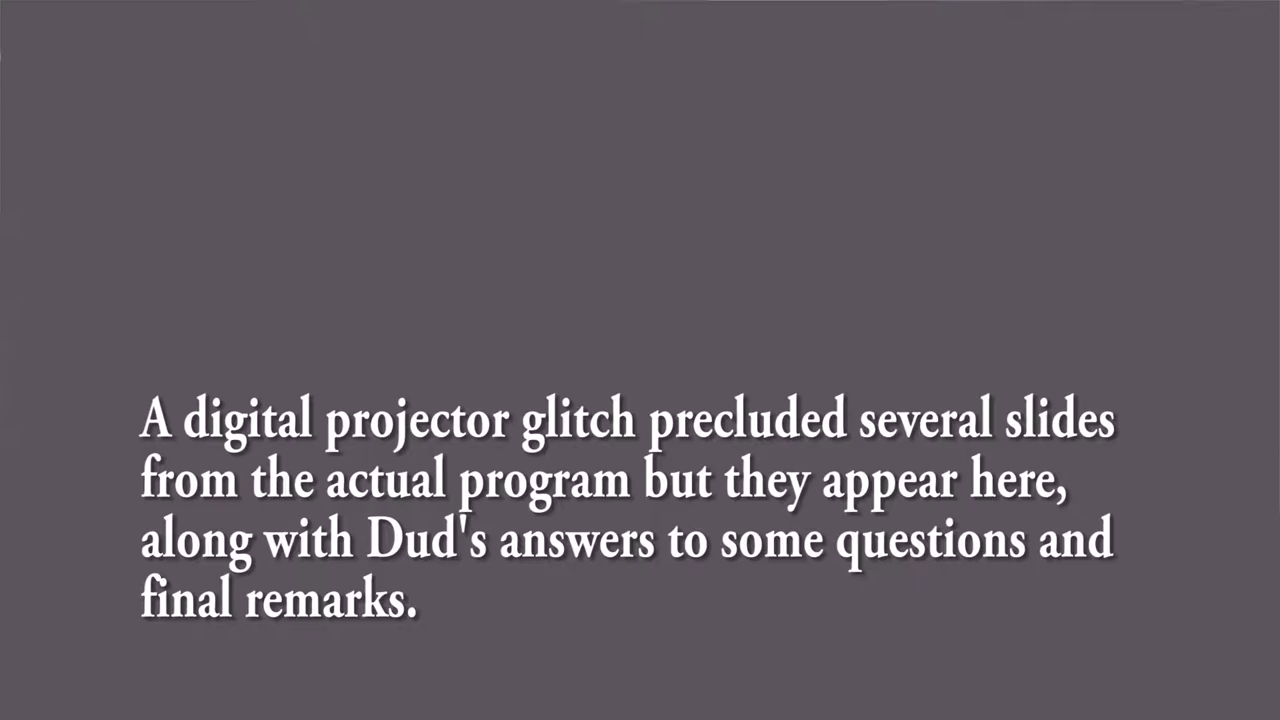 A digital projector glitch precluded several slides
from the actual program but they appear here,
along with Dud's answers to some questions and
final remarks.